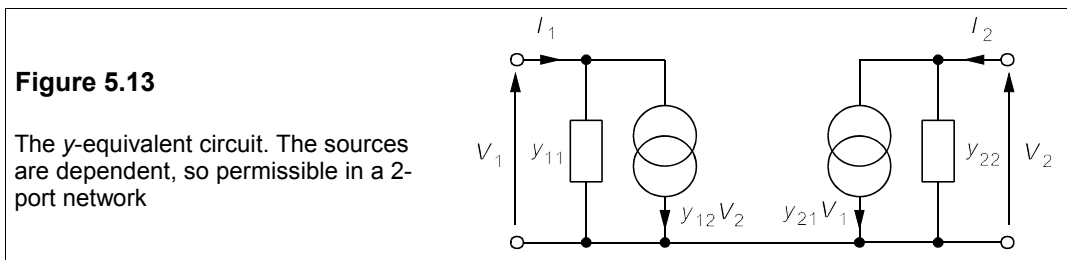 Figure 5.13
The y-equivalent circuit. The sources
are dependent, so permissible in a 2-
port network
I1 I2
V1 y11 y12V2 y21V1 y22 V2